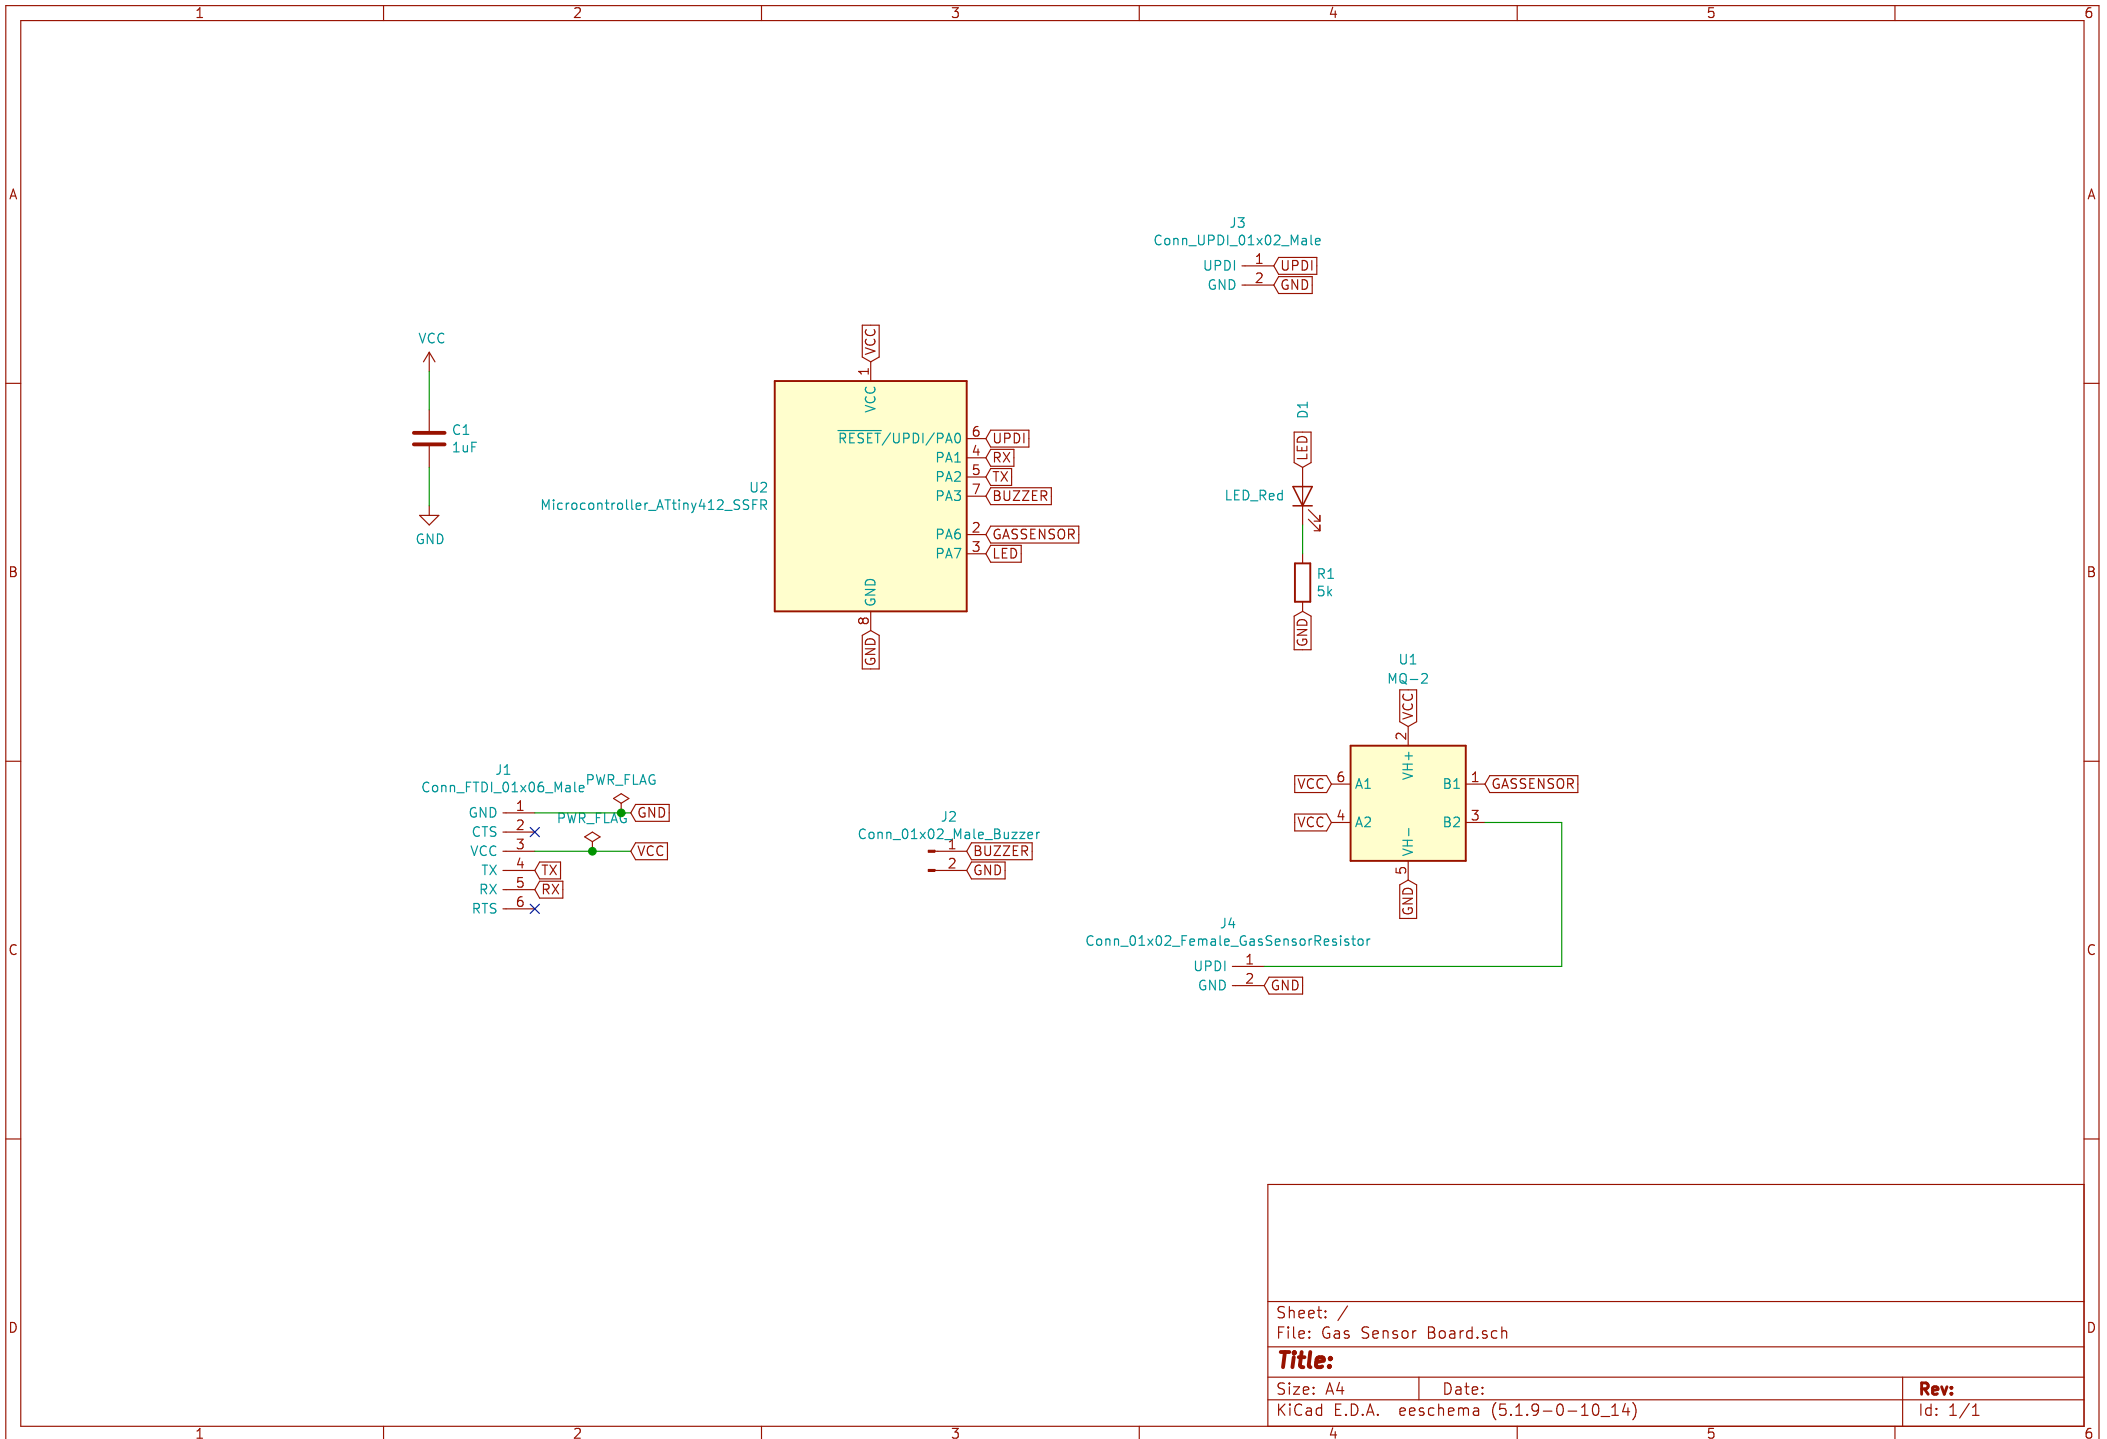 1 2 3 4 5 6
A A
J3
Conn_UPDI_01x02_Male
UPDI 1 UPDI
GND 2 GND
VCC
C1
1uF
GND
VCC
1
VCC
RESET/UPDI/PA0 6 UPDI
PA1 4 RX
PA2 5 TX
PA3 7 BUZZER
PA6 2 GASSENSOR
PA7 3 LED
U2
Microcontroller_ATtiny412_SSFR
GND
8
GND
D1
LED
LED_Red
R1
5k
GND
B B
U1
MQ-2
VCC
2
VH+
VCC 6 A1 B1 1 GASSENSOR
VCC 4 A2 B2 3
VH-
5
GND
J1
Conn_FTDI_01x06_Male
PWR_FLAG
GND 1 GND
PWR_FLAG
CTS 2
VCC 3 VCC
TX 4 TX
RX 5 RX
RTS 6
J2
Conn_01x02_Male_Buzzer
1 BUZZER
2 GND
C C
J4
Conn_01x02_Female_GasSensorResistor
UPDI 1
GND 2 GND
D D
Sheet: /
File: Gas Sensor Board.sch
Title:
Size: A4 Date: Rev:
KiCad E.D.A. eeschema (5.1.9-0-10_14) Id: 1/1
1 2 3 4 5 6